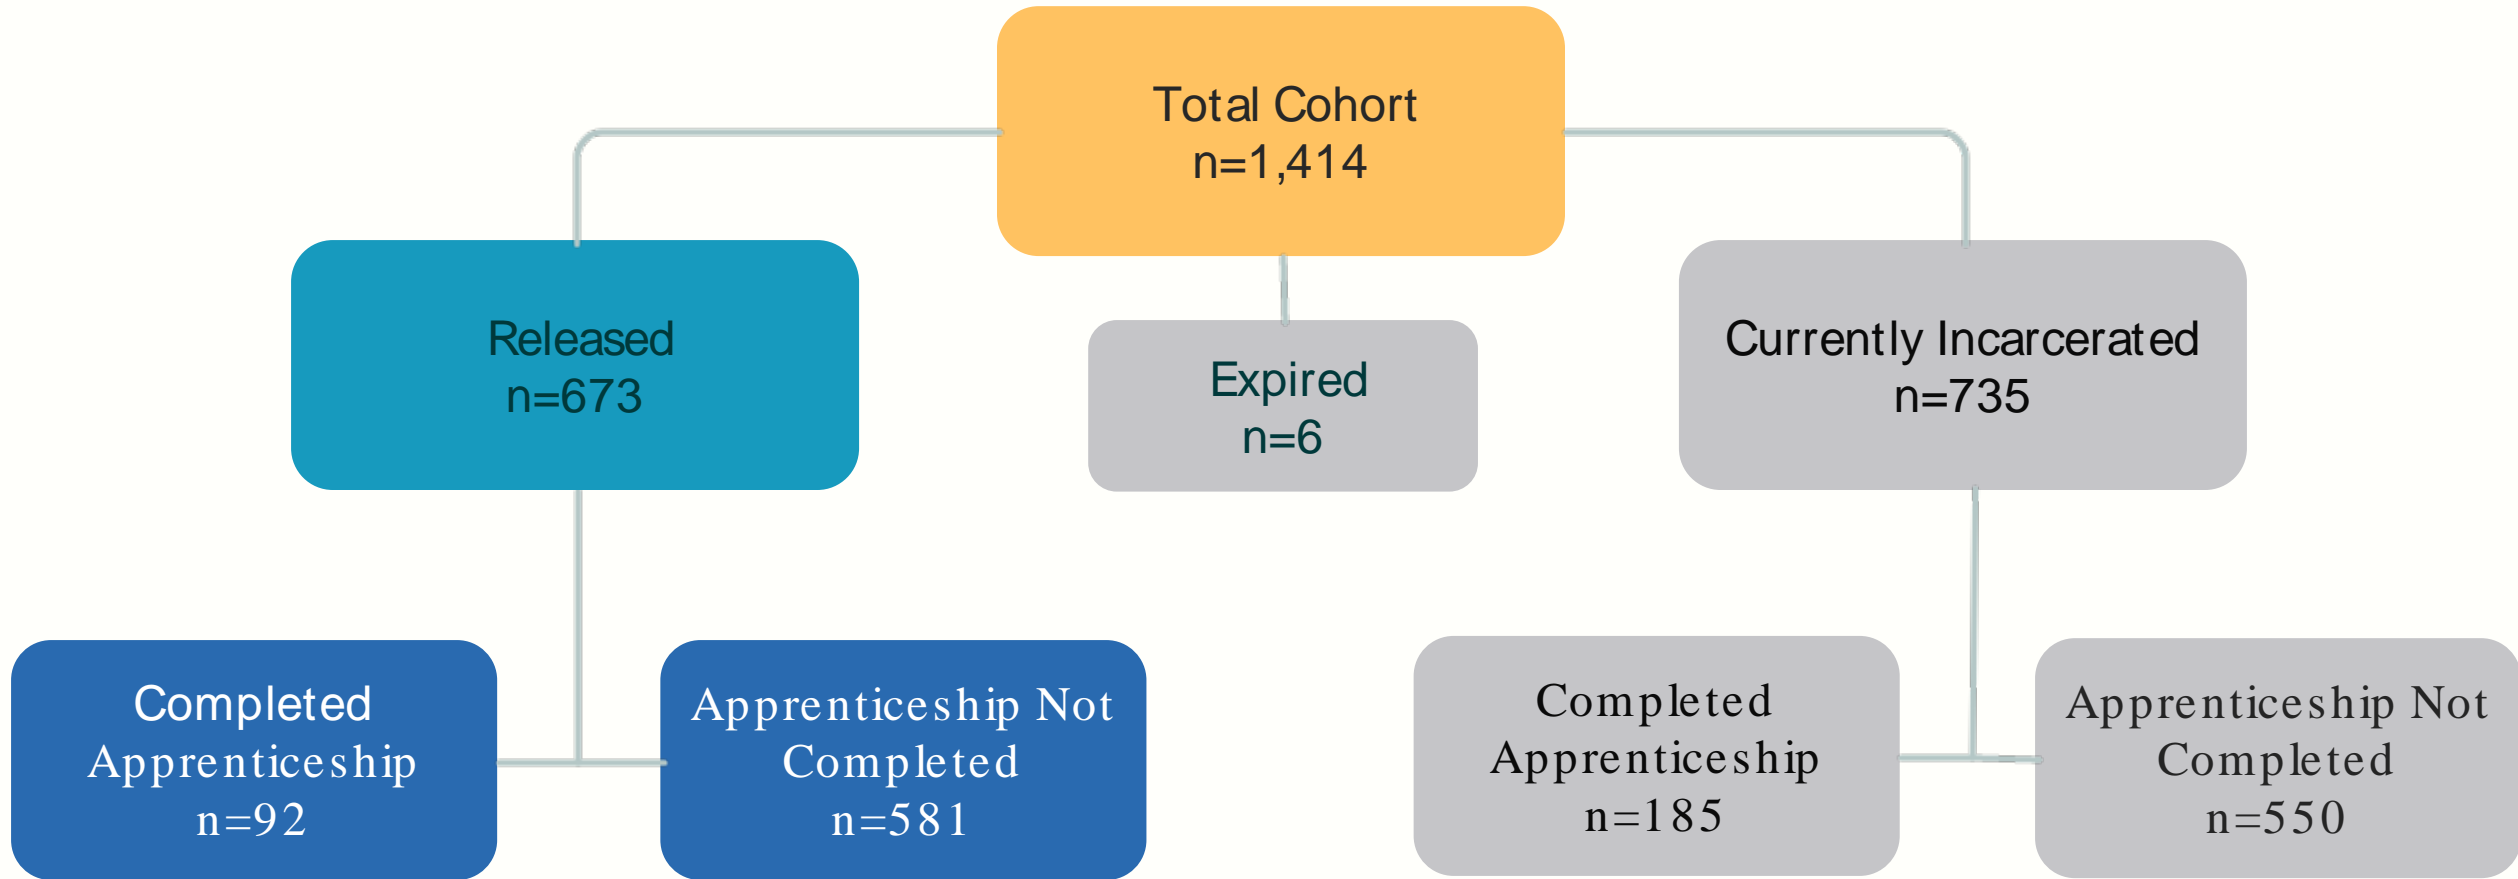 Total Cohort
n=1,414
Released
n=673
Expired
n=6
Currently Incarcerated
n=735
Completed
Apprenticeship
n=92
Apprenticeship Not
Completed
n=581
Completed
Apprenticeship
n=185
Apprenticeship Not
Completed
n=550